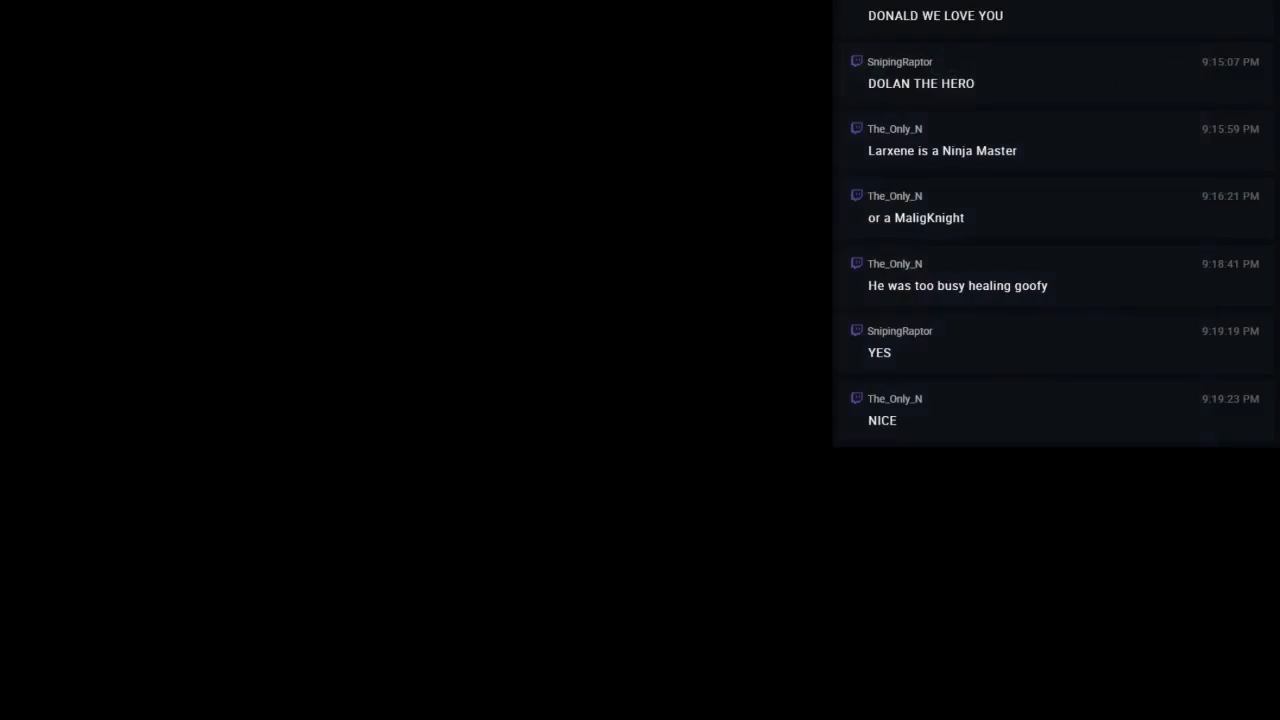 DONALD WE LOVE YOU
SnipingRaptor 9:15:07 PM
DOLAN THE HERO
The_Only_N 9:15:59 PM
Larxene is a Ninja Master
The_Only_N 9:16:21 PM
or a MaligKnight
The_Only_N 9:18:41 PM
He was too busy healing goofy
SnipingRaptor 9:19:19 PM
YES
The_Only_N 9:19:23 PM
NICE